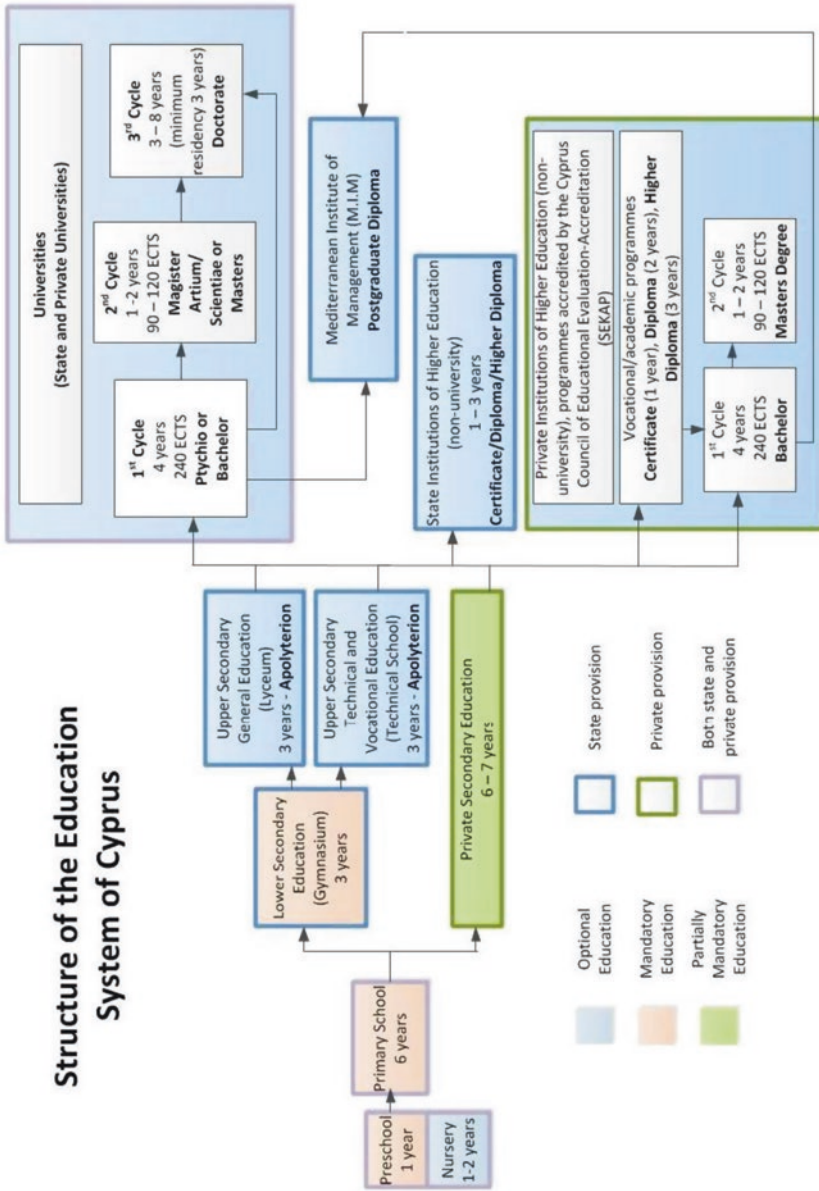 Structure of the Education
System of Cyprus
Preschool
1 year
Nursery
1-2 years
Primary School
6 years
Lower Secondary
Education
(Gymnasium)
3 years
Upper Secondary
General Education
(Lyceum)
3 years - Apolyterion
Upper Secondary
Technical and
Vocational Education
(Technical School)
3 years - Apolyterion
Private Secondary Education
6 – 7 years
Universities
(State and Private Universities)
1st Cycle
4 years
240 ECTS
Ptychio or
Bachelor
2nd Cycle
1 -2 years
90 – 120 ECTS
Magister
Artium/
Scientiae or
Masters
3rd Cycle
3 – 8 years
(minimum
residency 3 years)
Doctorate
Mediterranean Institute of
Management (M.I.M)
Postgraduate Diploma
State Institutions of Higher Education
(non-university)
1 – 3 years
Certificate/Diploma/Higher Diploma
Private Institutions of Higher Education (non-
university), programmes accredited by the Cyprus
Council of Educational Evaluation-Accreditation
(SEKAP)
Vocational/academic programmes
Certificate (1 year), Diploma (2 years), Higher
Diploma (3 years)
1st Cycle
4 years
240 ECTS
Bachelor
2nd Cycle
1 – 2 years
90 – 120 ECTS
Masters Degree
Optional
Education
Mandatory
Education
Partially
Mandatory
Education
State provision
Private provision
Both state and
private provision